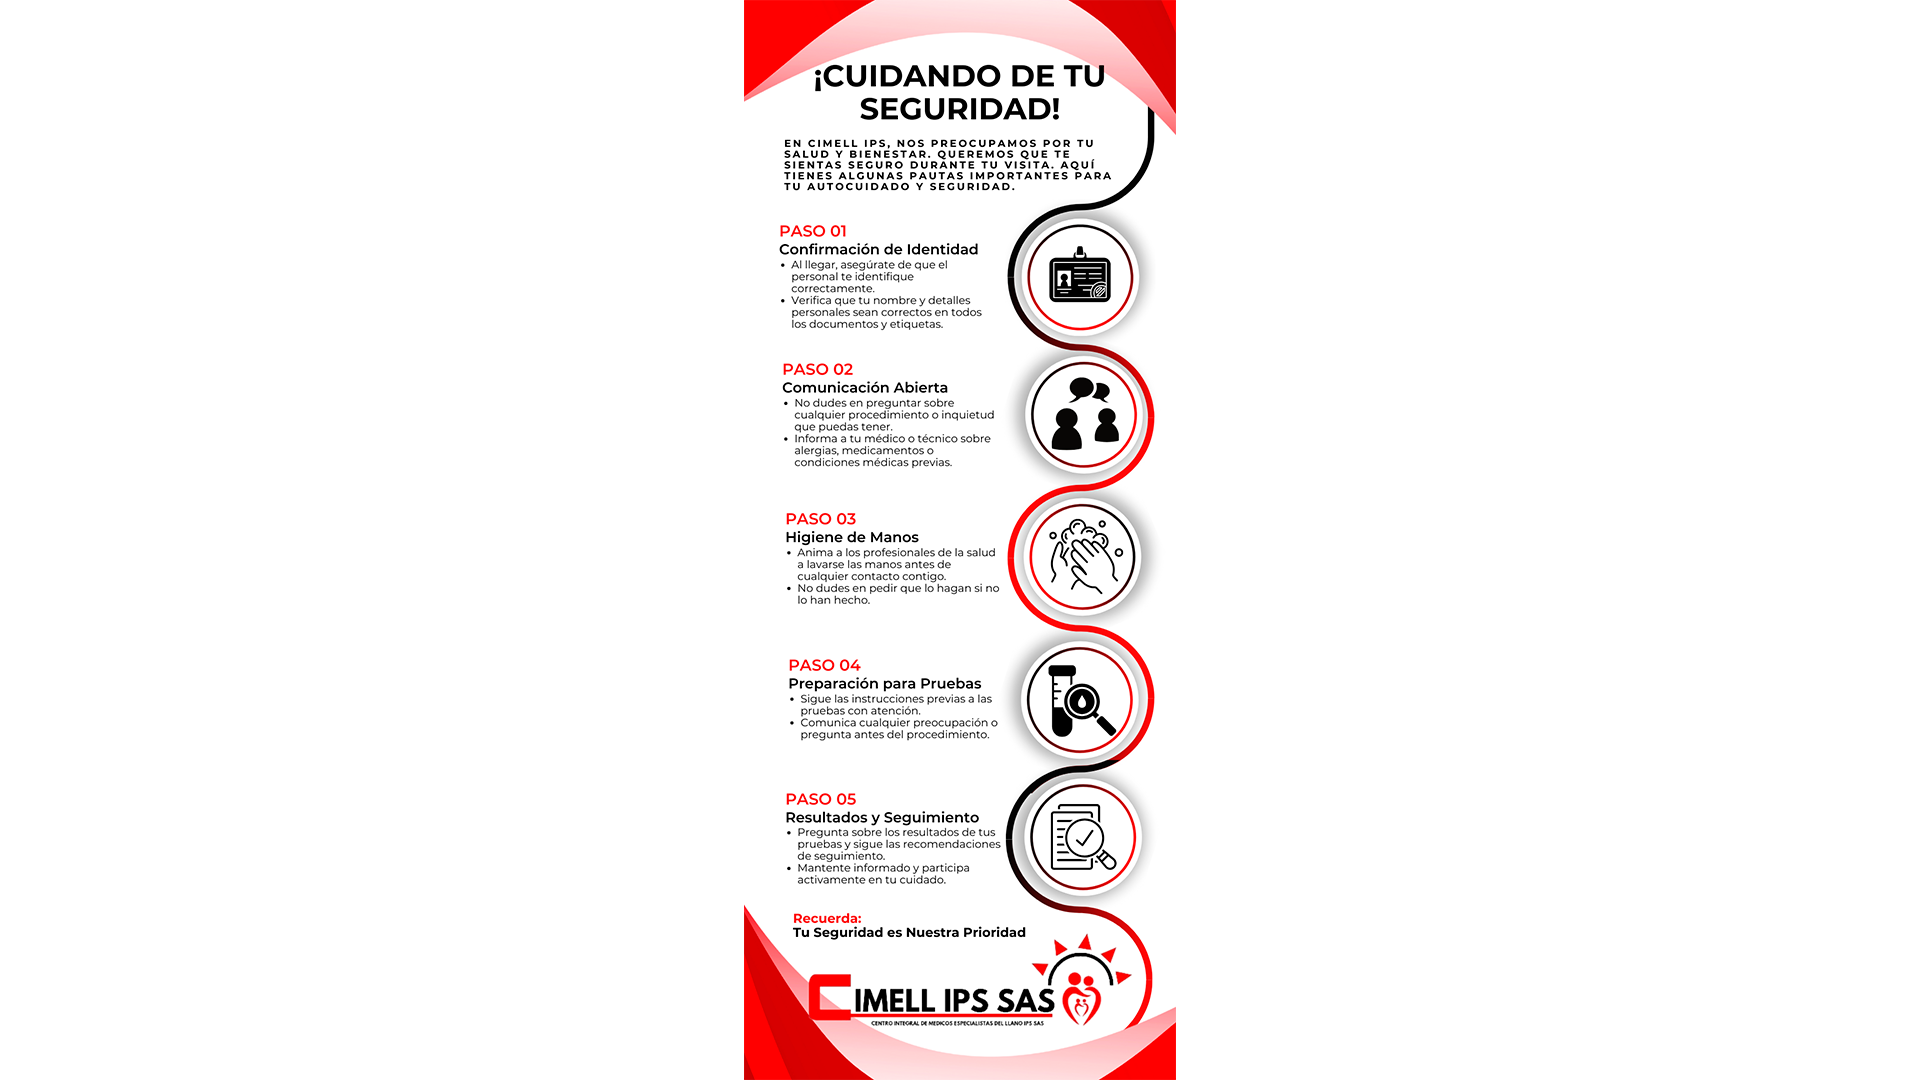 ¡CUIDANDO DE TU
SEGURIDAD!
EN CIMELL IPS, NOS PREOCUPAMOS POR TU
SALUD Y BIENESTAR. QUEREMOS QUE TE
SIENTAS SEGURO DURANTE TU VISITA. AQUÍ
TIENES ALGUNAS PAUTAS IMPORTANTES PARA
TU AUTOCUIDADO Y SEGURIDAD.
PASO 01
Confirmación de Identidad
• Al llegar, asegúrate de que el
personal te identifique
correctamente.
• Verifica que tu nombre y detalles
personales sean correctos en todos
los documentos y etiquetas.
PASO 02
Comunicación Abierta
• No dudes en preguntar sobre
cualquier procedimiento o inquietud
que puedas tener.
• Informa a tu médico o técnico sobre
alergias, medicamentos o
condiciones médicas previas.
PASO 03
Higiene de Manos
• Anima a los profesionales de la salud
a lavarse las manos antes de
cualquier contacto contigo.
• No dudes en pedir que lo hagan si no
lo han hecho.
PASO 04
Preparación para Pruebas
• Sigue las instrucciones previas a las
pruebas con atención.
• Comunica cualquier preocupación o
pregunta antes del procedimiento.
PASO 05
Resultados y Seguimiento
• Pregunta sobre los resultados de tus
pruebas y sigue las recomendaciones
de seguimiento.
• Mantente informado y participa
activamente en tu cuidado.
Recuerda:
Tu Seguridad es Nuestra Prioridad
CIMELL IPS SAS
CENTRO INTEGRAL DE MEDICOS ESPECIALISTAS DEL LLANO IPS SAS